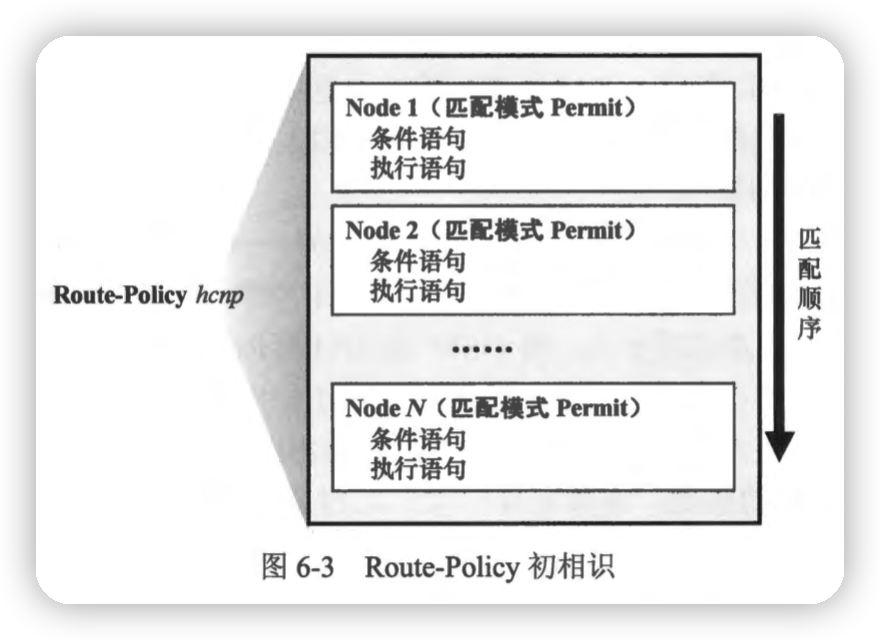 Node 1（匹配模式 Permit）
条件语句
执行语句
Node 2（匹配模式 Permit）
条件语句
执行语句
Route-Policy hcnp
······
Node N（匹配模式 Permit）
条件语句
执行语句
匹配顺序
图 6-3 Route-Policy 初相识